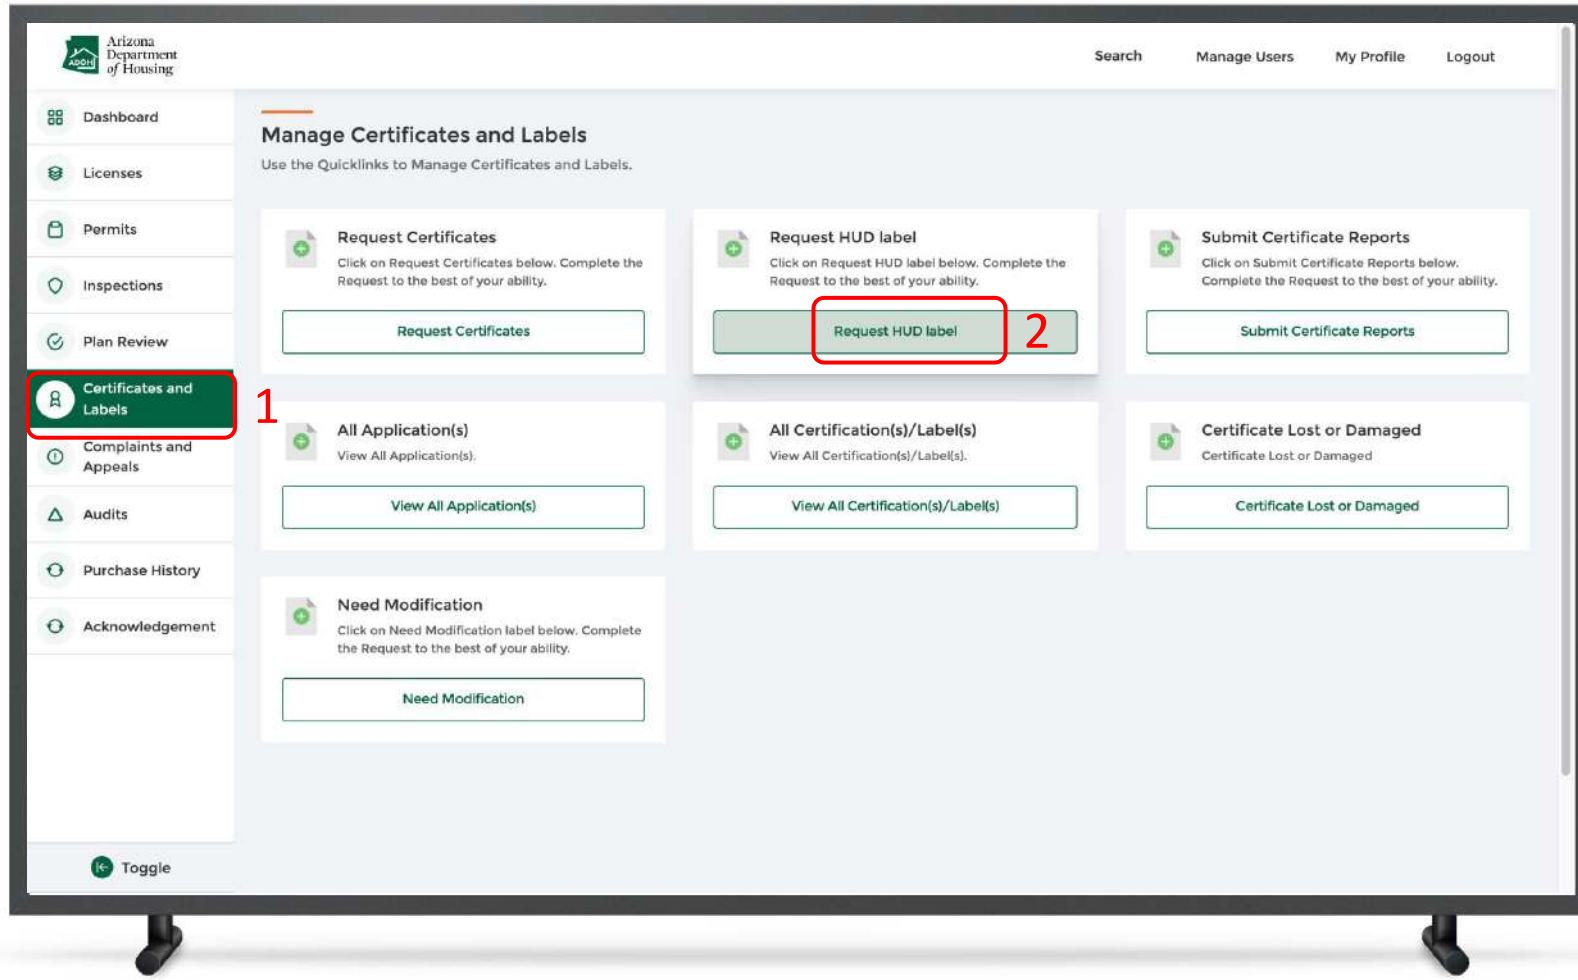 Arizona
Department
of Housing
ADOH
Search
Manage Users
My Profile
Logout
Dashboard
Licenses
Permits
Inspections
Plan Review
Certificates and
Labels
1
Complaints and
Appeals
Audits
Purchase History
Acknowledgement
Toggle
Manage Certificates and Labels
Use the Quicklinks to Manage Certificates and Labels.
Request Certificates
Click on Request Certificates below. Complete the
Request to the best of your ability.
Request Certificates
Request HUD label
Click on Request HUD label below. Complete the
Request to the best of your ability.
Request HUD label
2
Submit Certificate Reports
Click on Submit Certificate Reports below.
Complete the Request to the best of your ability.
Submit Certificate Reports
All Application(s)
View All Application(s).
View All Application(s)
All Certification(s)/Label(s)
View All Certification(s)/Label(s).
View All Certification(s)/Label(s)
Certificate Lost or Damaged
Certificate Lost or Damaged
Certificate Lost or Damaged
Need Modification
Click on Need Modification label below. Complete
the Request to the best of your ability.
Need Modification